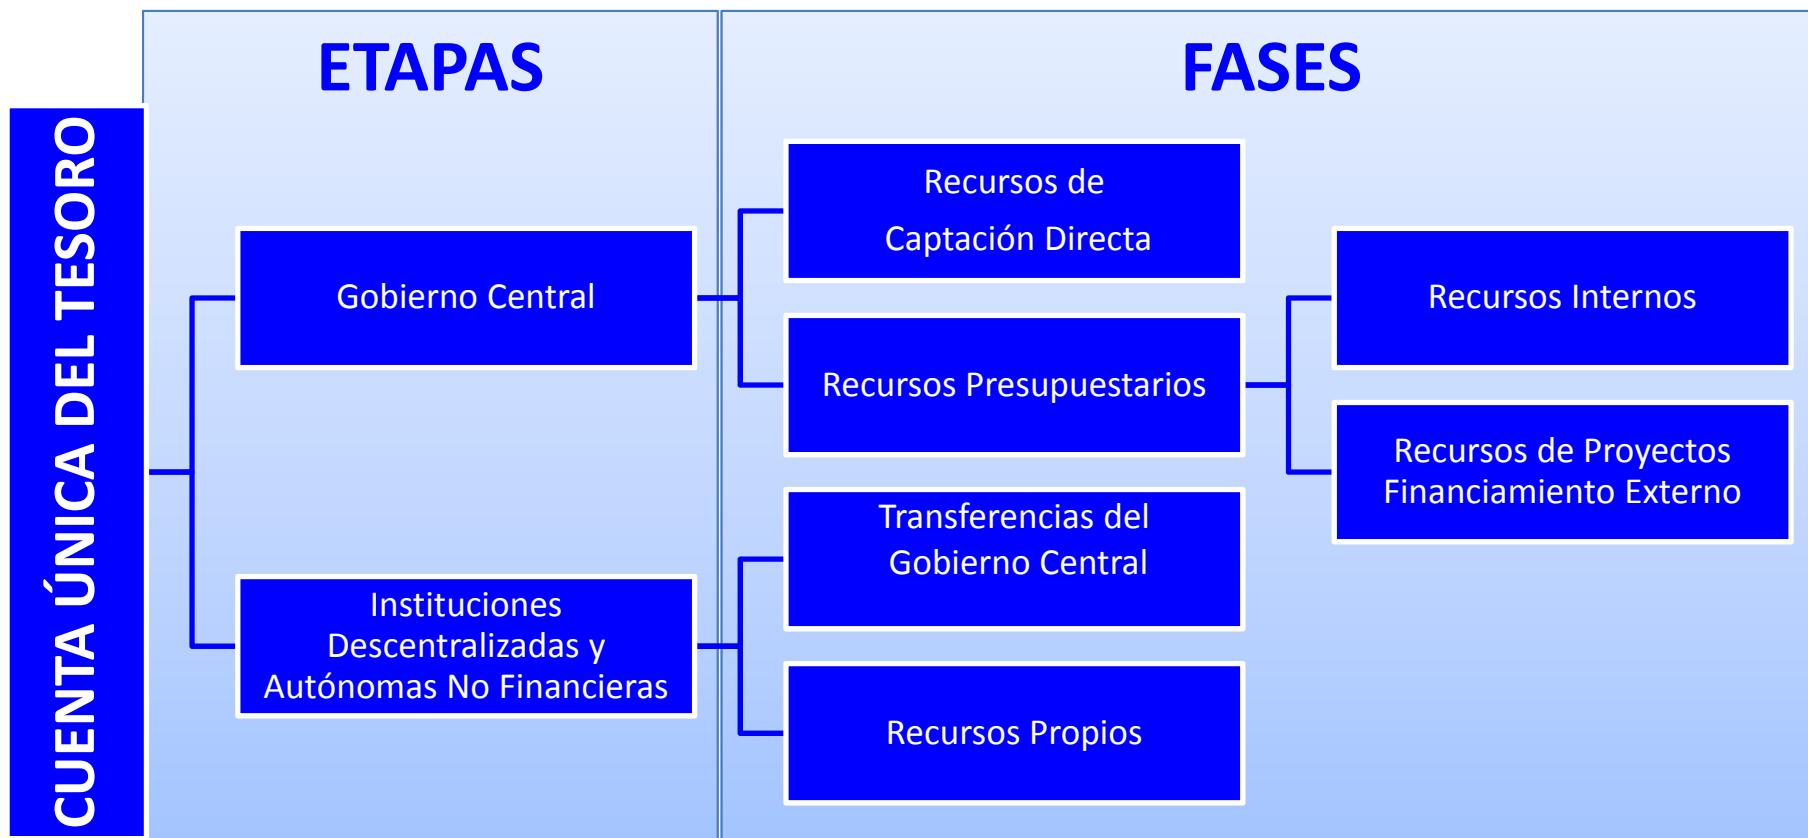 ETAPAS
FASES
CUENTA ÚNICA DEL TESORO
Gobierno Central
Recursos de
Captación Directa
Recursos Presupuestarios
Recursos Internos
Recursos de Proyectos
Financiamiento Externo
Instituciones
Descentralizadas y
Autónomas No Financieras
Transferencias del
Gobierno Central
Recursos Propios